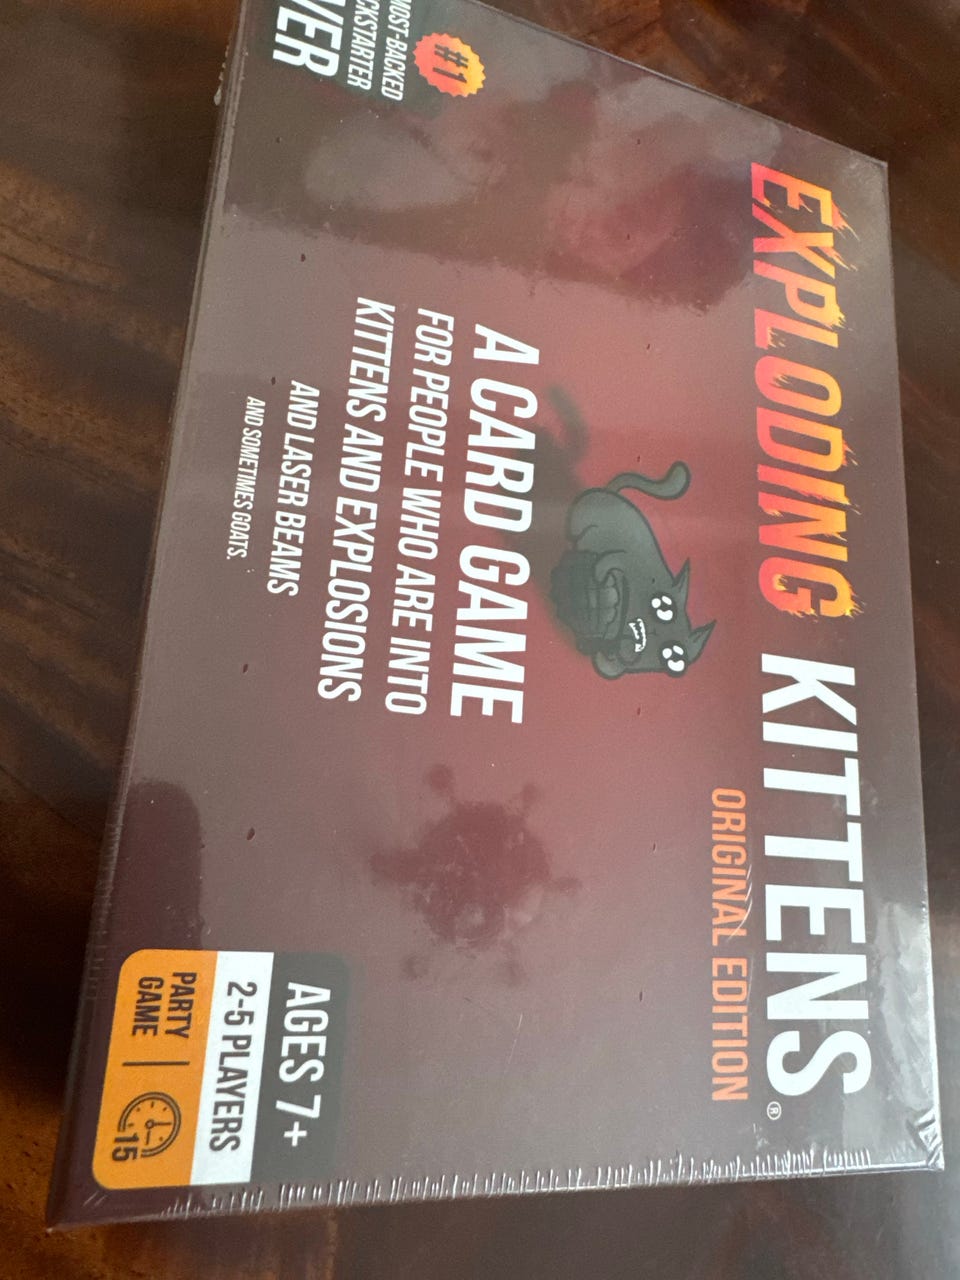 EXPLODING KITTENS®
ORIGINAL EDITION
A CARD GAME
FOR PEOPLE WHO ARE INTO
KITTENS AND EXPLOSIONS
AND LASER BEAMS
AND SOMETIMES GOATS.
#1
MOST-BACKED
AGES 7+
2-5 PLAYERS
PARTY
GAME
15